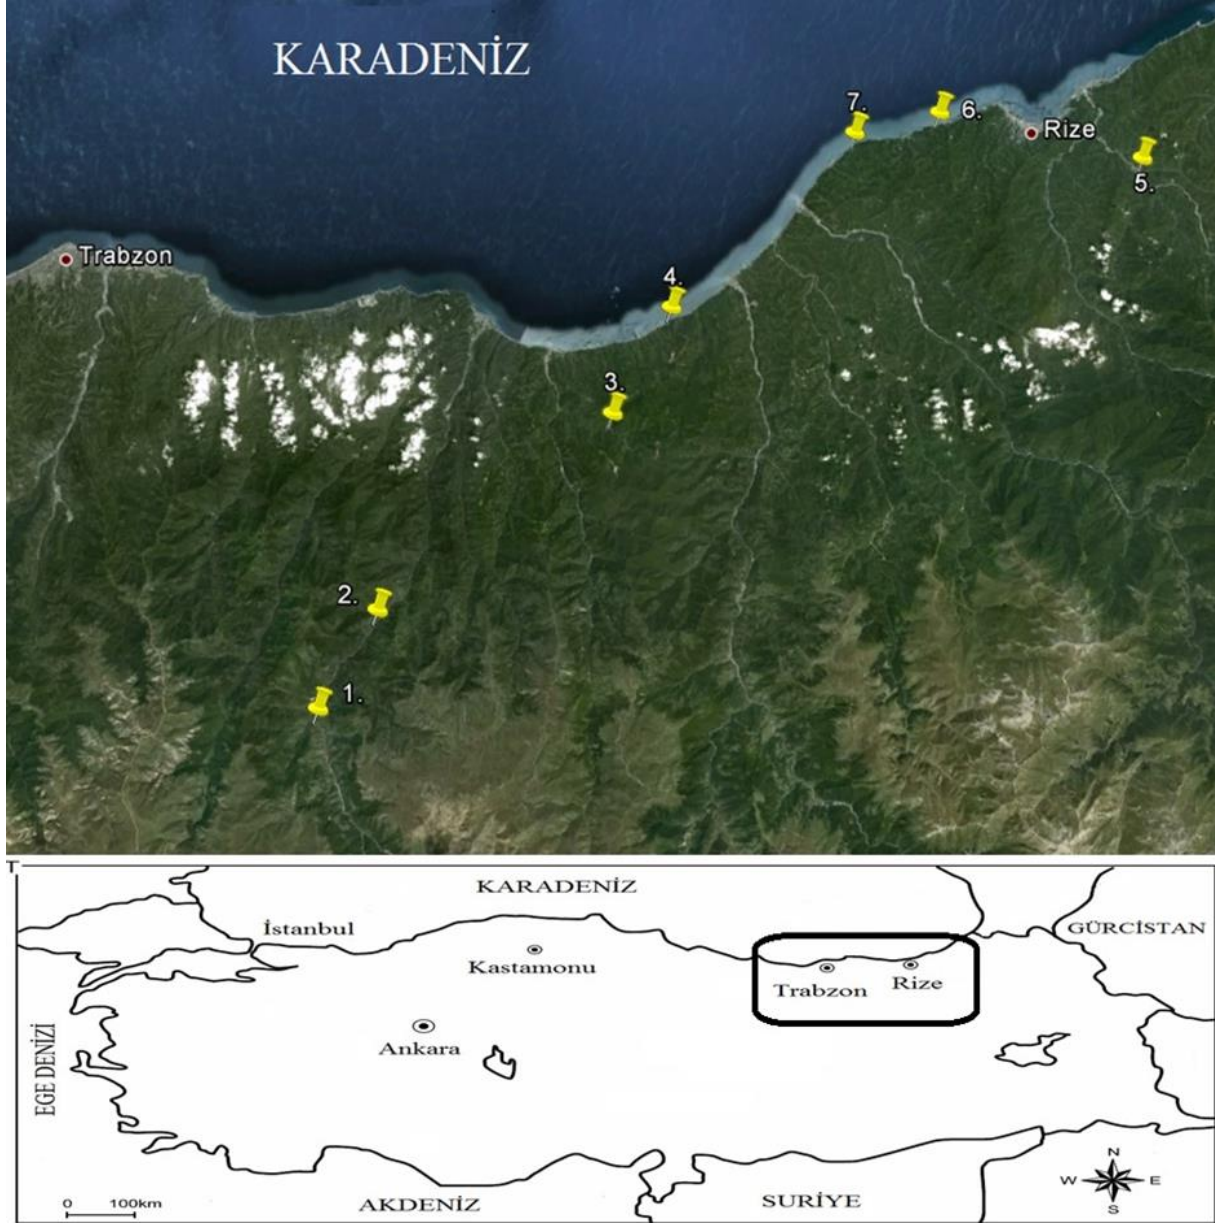 KARADENİZ
7.
6.
Rize
5.
Trabzon
4.
3.
2.
1.
T
KARADENİZ
İstanbul
GÜRCİSTAN
Kastamonu
Trabzon
Rize
Ankara
EGE DENİZİ
N
W E
S
0 100km
AKDENİZ
SURİYE